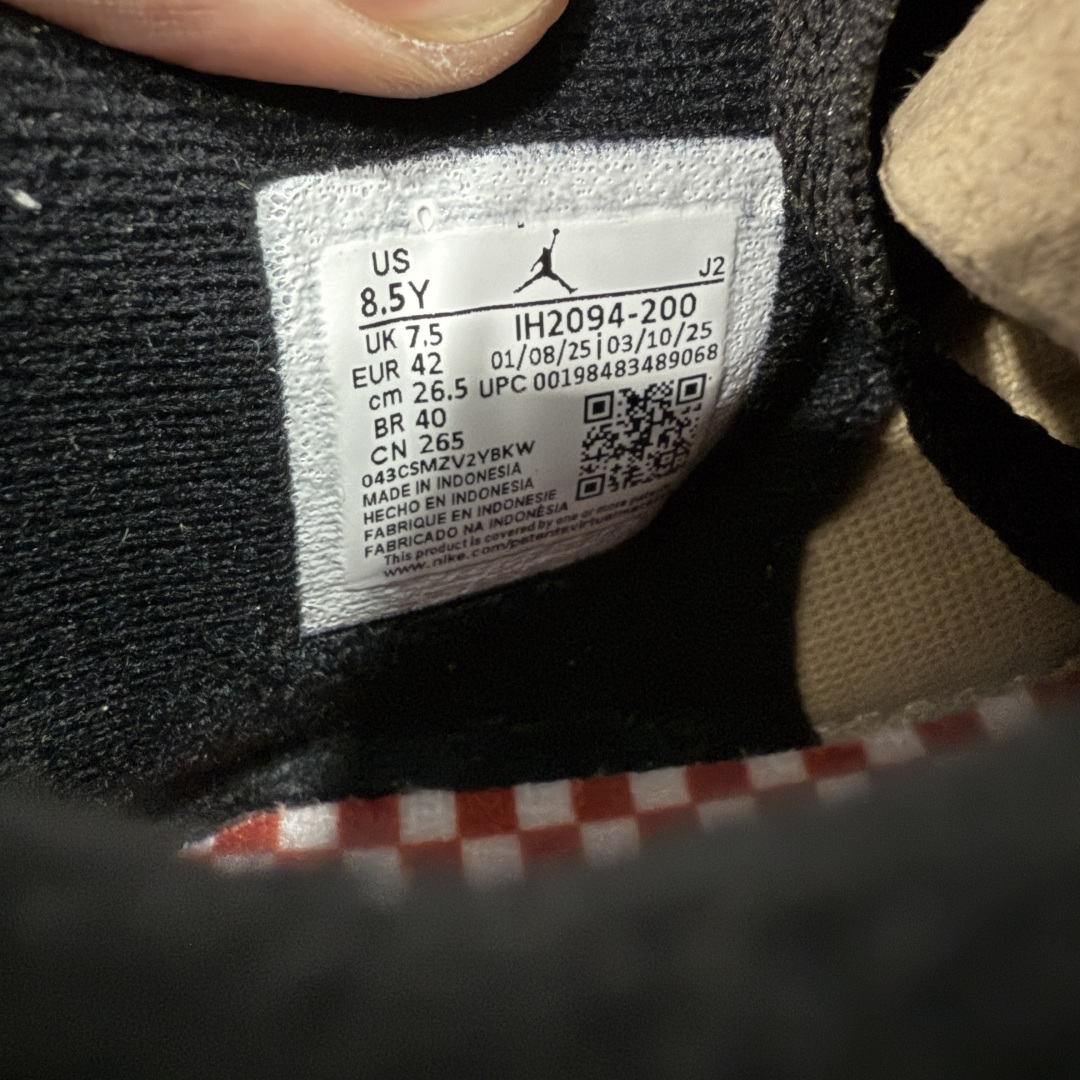 US
8.5Y
J2
UK 7.5
EUR 42
cm 26.5
BR 40
CN 265
IH2094-200
01/08/25|03/10/25
UPC 00198483489068
043CSMZV2YBKW
MADE IN INDONESIA
HECHO EN INDONESIA
FABRIQUE EN INDONESIE
FABRICADO NA INDONÉSIA
This product is covered by one or more patents
www.nike.com/patents